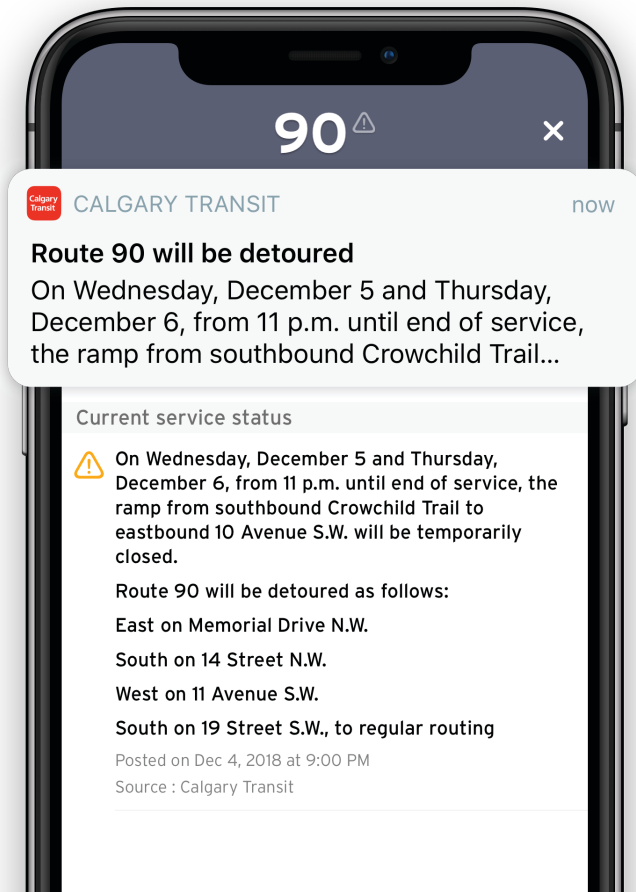 90
Calgary
Transit
CALGARY TRANSIT
now
Route 90 will be detoured
On Wednesday, December 5 and Thursday,
December 6, from 11 p.m. until end of service,
the ramp from southbound Crowchild Trail...
Current service status
On Wednesday, December 5 and Thursday,
December 6, from 11 p.m. until end of service, the
ramp from southbound Crowchild Trail to
eastbound 10 Avenue S.W. will be temporarily
closed.
Route 90 will be detoured as follows:
East on Memorial Drive N.W.
South on 14 Street N.W.
West on 11 Avenue S.W.
South on 19 Street S.W., to regular routing
Posted on Dec 4, 2018 at 9:00 PM
Source : Calgary Transit